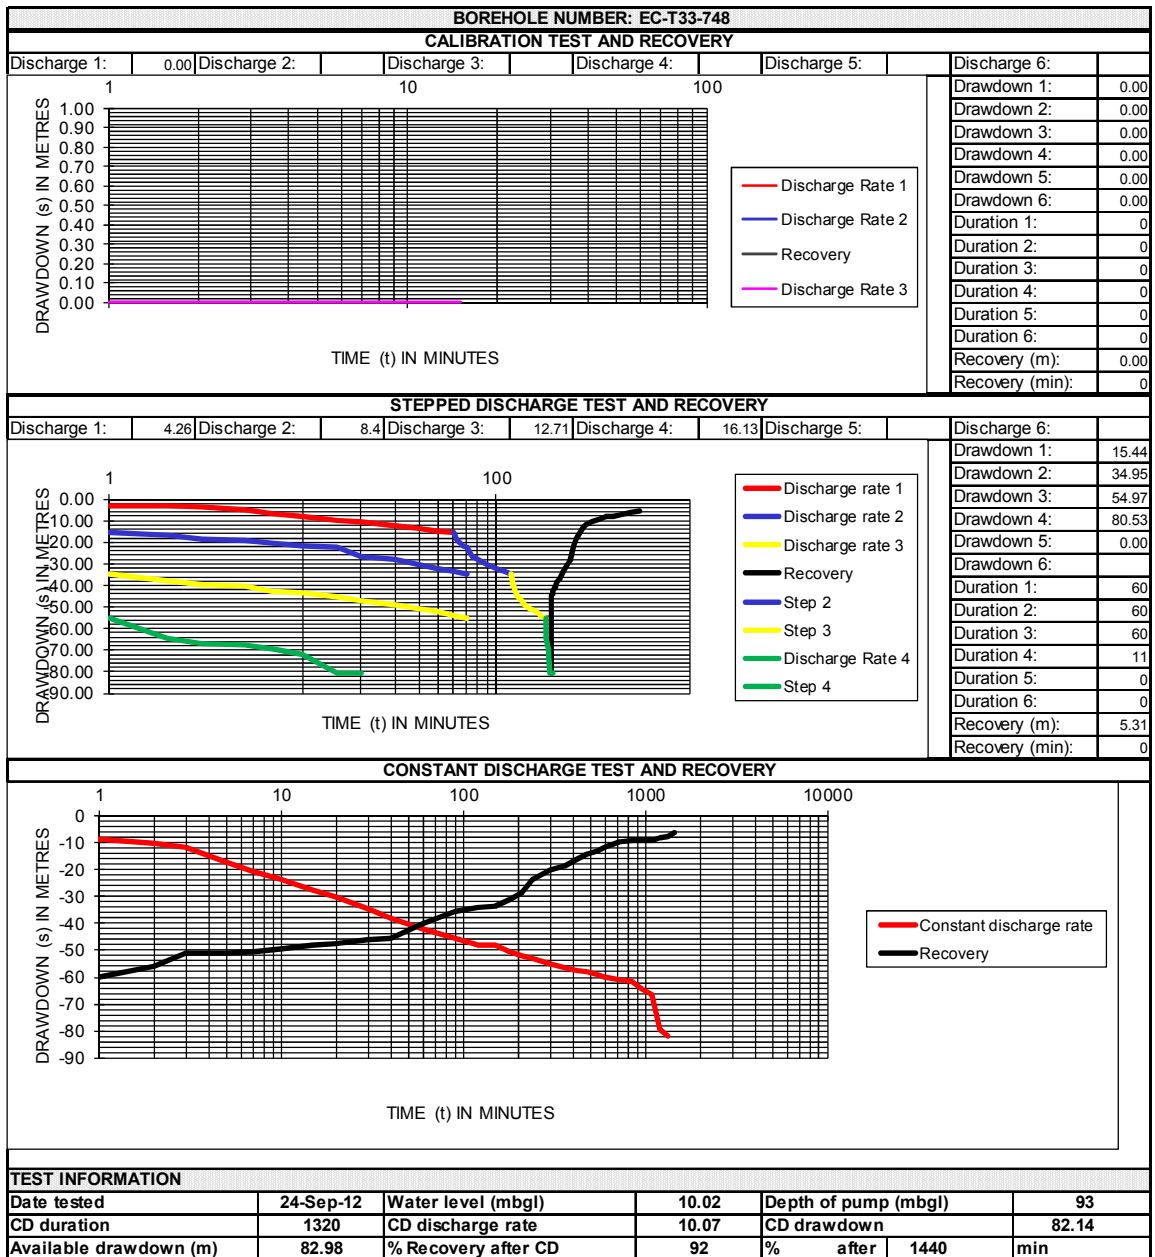 BOREHOLE NUMBER: EC-T33-748
CALIBRATION TEST AND RECOVERY
Discharge 1: 0.00 Discharge 2: Discharge 3: Discharge 4: Discharge 5: Discharge 6:
1 10 100
DRAWDOWN (s) IN METRES
1.00
0.90
0.80
0.70
0.60
0.50
0.40
0.30
0.20
0.10
0.00
TIME (t) IN MINUTES
Discharge Rate 1
Discharge Rate 2
Recovery
Discharge Rate 3
Drawdown 1: 0.00
Drawdown 2: 0.00
Drawdown 3: 0.00
Drawdown 4: 0.00
Drawdown 5: 0.00
Drawdown 6: 0.00
Duration 1: 0
Duration 2: 0
Duration 3: 0
Duration 4: 0
Duration 5: 0
Duration 6: 0
Recovery (m): 0.00
Recovery (min): 0
STEPPED DISCHARGE TEST AND RECOVERY
Discharge 1: 4.26 Discharge 2: 8.4 Discharge 3: 12.71 Discharge 4: 16.13 Discharge 5: Discharge 6:
1 100
DRAWDOWN (s) IN METRES
0.00
-10.00
-20.00
-30.00
-40.00
-50.00
-60.00
-70.00
-80.00
-90.00
TIME (t) IN MINUTES
Discharge rate 1
Discharge rate 2
Discharge rate 3
Recovery
Step 2
Step 3
Discharge Rate 4
Step 4
Drawdown 1: 15.44
Drawdown 2: 34.95
Drawdown 3: 54.97
Drawdown 4: 80.53
Drawdown 5: 0.00
Drawdown 6:
Duration 1: 60
Duration 2: 60
Duration 3: 60
Duration 4: 11
Duration 5: 0
Duration 6: 0
Recovery (m): 5.31
Recovery (min): 0
CONSTANT DISCHARGE TEST AND RECOVERY
1 10 100 1000 10000
DRAWDOWN (s) IN METRES
0
-10
-20
-30
-40
-50
-60
-70
-80
-90
TIME (t) IN MINUTES
Constant discharge rate
Recovery
TEST INFORMATION
Date tested 24-Sep-12 Water level (mbgl) 10.02 Depth of pump (mbgl) 93
CD duration 1320 CD discharge rate 10.07 CD drawdown 82.14
Available drawdown (m) 82.98 % Recovery after CD 92 % after 1440 min